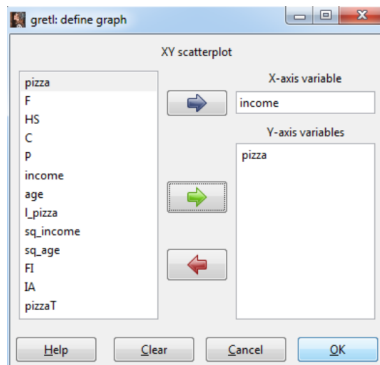 gretl: define graph
XY scatterplot
pizza
F
HS
C
P
income
age
l_pizza
sq_income
sq_age
FI
IA
pizzaT
X-axis variable
income
Y-axis variables
pizza
Help
Clear
Cancel
OK